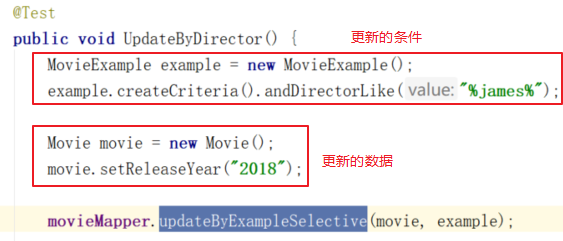 @Test
public void UpdateByDirector() {
更新的条件
MovieExample example = new MovieExample();
example.createCriteria().andDirectorLike( value: "%james%");
Movie movie = new Movie();
movie.setReleaseYear("2018");
更新的数据
movieMapper.updateByExampleSelective(movie, example);